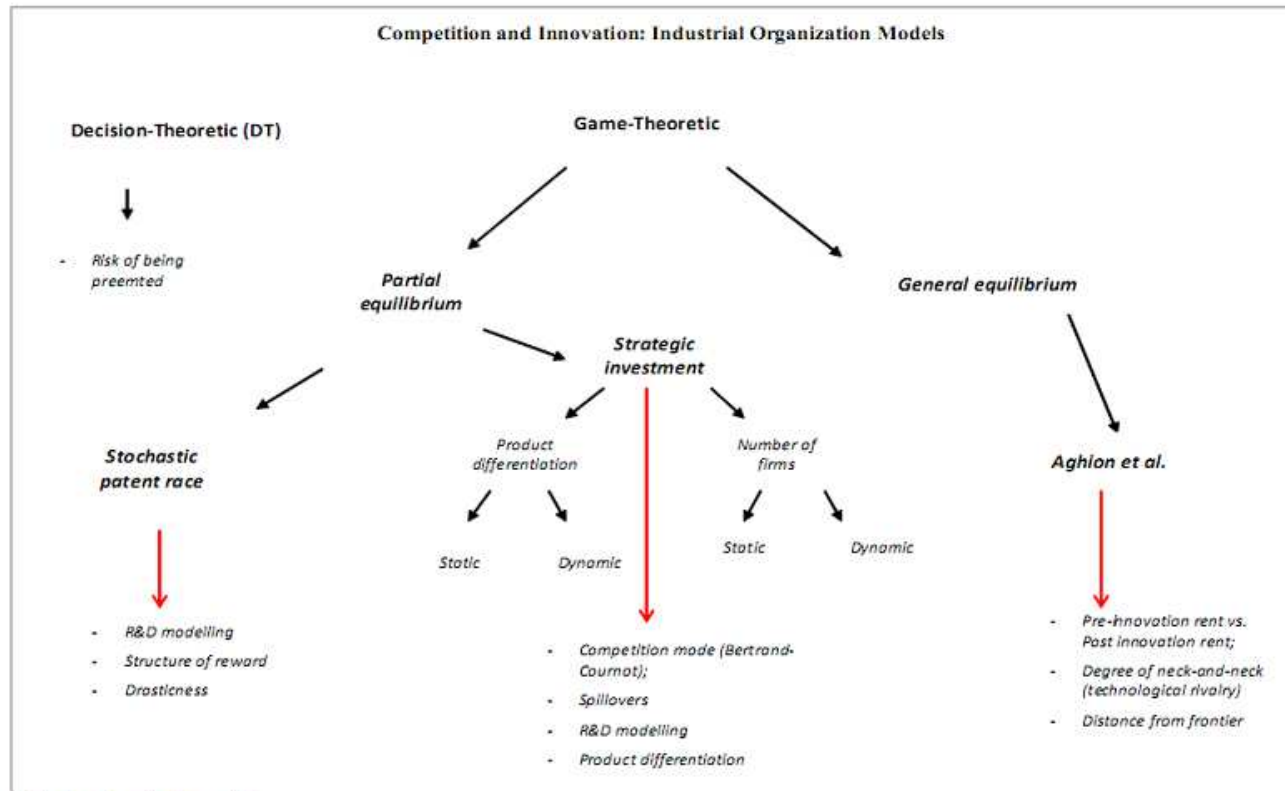 Competition and Innovation: Industrial Organization Models
Decision-Theoretic (DT)
Game-Theoretic
- Risk of being
preemted
Partial
equilibrium
General equilibrium
Strategic
investment
Stochastic
patent race
Product
differentiation
Number of
firms
Aghion et al.
Static
Dynamic
Static
Dynamic
- R&D modelling
- Structure of reward
- Drasticness
- Competition mode (Bertrand-
Cournot);
- Spillovers
- R&D modelling
- Product differentiation
- Pre-innovation rent vs.
Post innovation rent;
- Degree of neck-and-neck
(technological rivalry)
- Distance from frontier